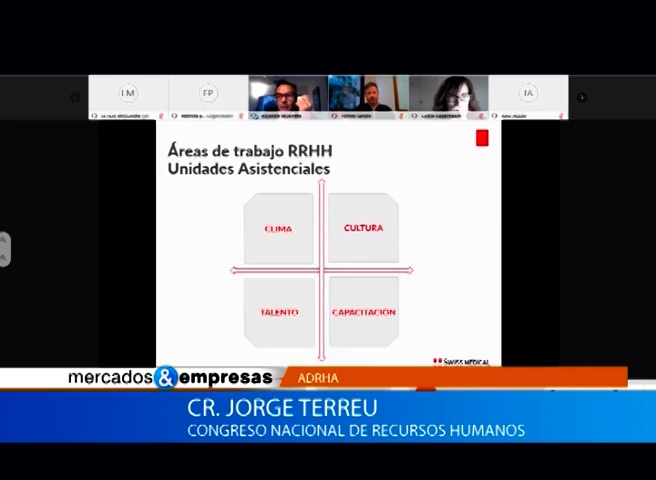 LM
FP
JA
Áreas de trabajo RRHH
Unidades Asistenciales
CLIMA
CULTURA
TALENTO
CAPACITACIÓN
SWISS MEDICAL
mercados&empresas
ADRHA
CR. JORGE TERREU
CONGRESO NACIONAL DE RECURSOS HUMANOS